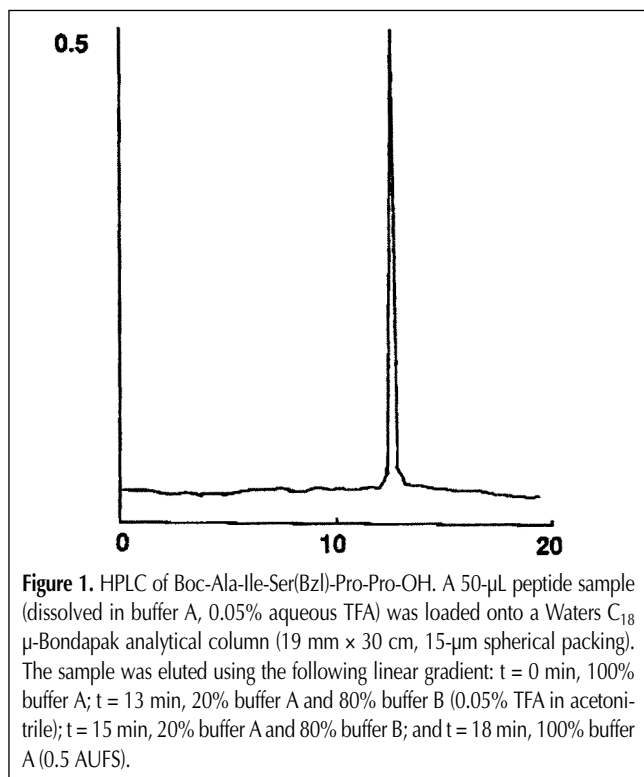 0.5
0 10 20
Figure 1. HPLC of Boc-Ala-Ile-Ser(Bzl)-Pro-Pro-OH. A 50-µL peptide sample
(dissolved in buffer A, 0.05% aqueous TFA) was loaded onto a Waters C₁₈
µ-Bondapak analytical column (19 mm × 30 cm, 15-µm spherical packing).
The sample was eluted using the following linear gradient: t = 0 min, 100%
buffer A; t = 13 min, 20% buffer A and 80% buffer B (0.05% TFA in acetoni-
trile); t = 15 min, 20% buffer A and 80% buffer B; and t = 18 min, 100% buffer
A (0.5 AUFS).